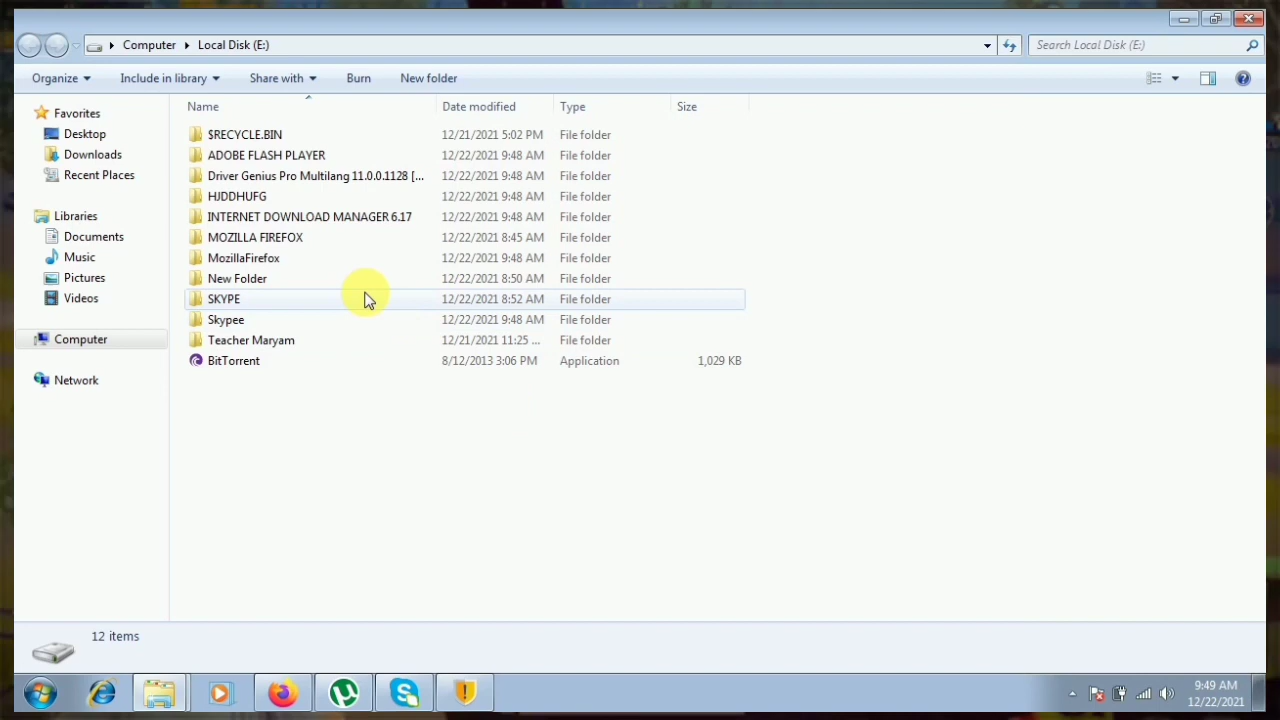 Computer Local Disk (E:)
Search Local Disk (E:)
Organize Include in library Share with Burn New folder
Name Date modified Type Size
Favorites
Desktop
Downloads
Recent Places
Libraries
Documents
Music
Pictures
Videos
Computer
Network
$RECYCLE.BIN 12/21/2021 5:02 PM File folder
ADOBE FLASH PLAYER 12/22/2021 9:48 AM File folder
Driver Genius Pro Multilang 11.0.0.1128 [... 12/22/2021 9:48 AM File folder
HJDDHUFG 12/22/2021 9:48 AM File folder
INTERNET DOWNLOAD MANAGER 6.17 12/22/2021 9:48 AM File folder
MOZILLA FIREFOX 12/22/2021 8:45 AM File folder
MozillaFirefox 12/22/2021 9:48 AM File folder
New Folder 12/22/2021 8:50 AM File folder
SKYPE 12/22/2021 8:52 AM File folder
Skypee 12/22/2021 9:48 AM File folder
Teacher Maryam 12/21/2021 11:25 ... File folder
BitTorrent 8/12/2013 3:06 PM Application 1,029 KB
12 items
9:49 AM
12/22/2021